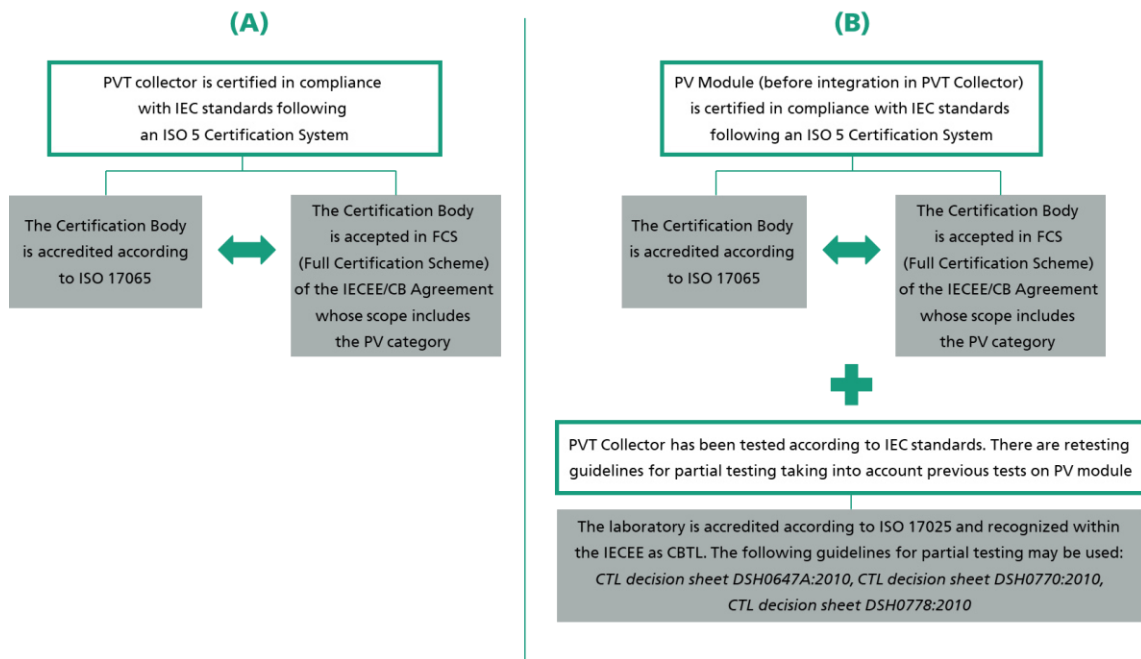 (A)
PVT collector is certified in compliance
with IEC standards following
an ISO 5 Certification System
The Certification Body
is accredited according
to ISO 17065
The Certification Body
is accepted in FCS
(Full Certification Scheme)
of the IECEE/CB Agreement
whose scope includes
the PV category
(B)
PV Module (before integration in PVT Collector)
is certified in compliance with IEC standards
following an ISO 5 Certification System
The Certification Body
is accredited according
to ISO 17065
The Certification Body
is accepted in FCS
(Full Certification Scheme)
of the IECEE/CB Agreement
whose scope includes
the PV category
PVT Collector has been tested according to IEC standards. There are retesting
guidelines for partial testing taking into account previous tests on PV module
The laboratory is accredited according to ISO 17025 and recognized within
the IECEE as CBTL. The following guidelines for partial testing may be used:
CTL decision sheet DSH0647A:2010, CTL decision sheet DSH0770:2010,
CTL decision sheet DSH0778:2010